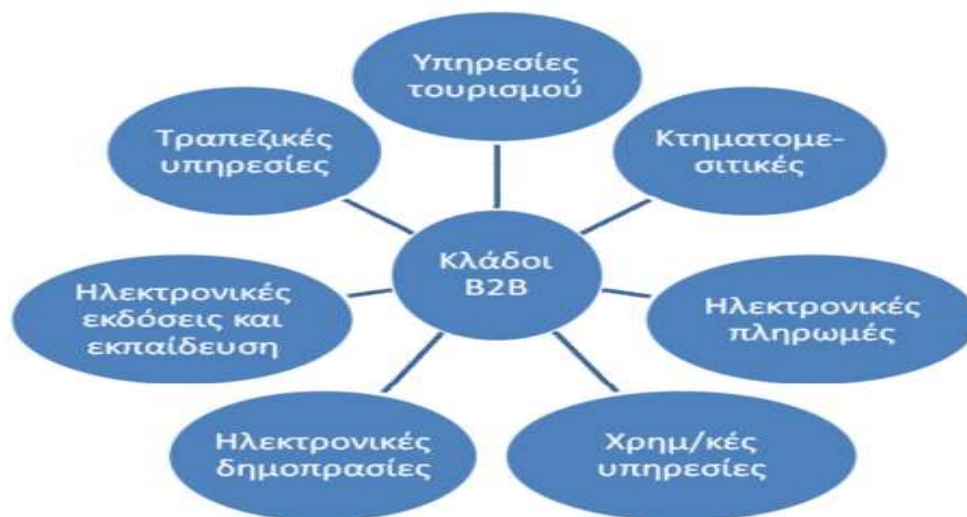 Υπηρεσίες
τουρισμού
Τραπεζικές
υπηρεσίες
Κτηματομε-
σιτικές
Κλάδοι
B2B
Ηλεκτρονικές
εκδόσεις και
εκπαίδευση
Ηλεκτρονικές
πληρωμές
Ηλεκτρονικές
δημοπρασίες
Χρημ/κές
υπηρεσίες